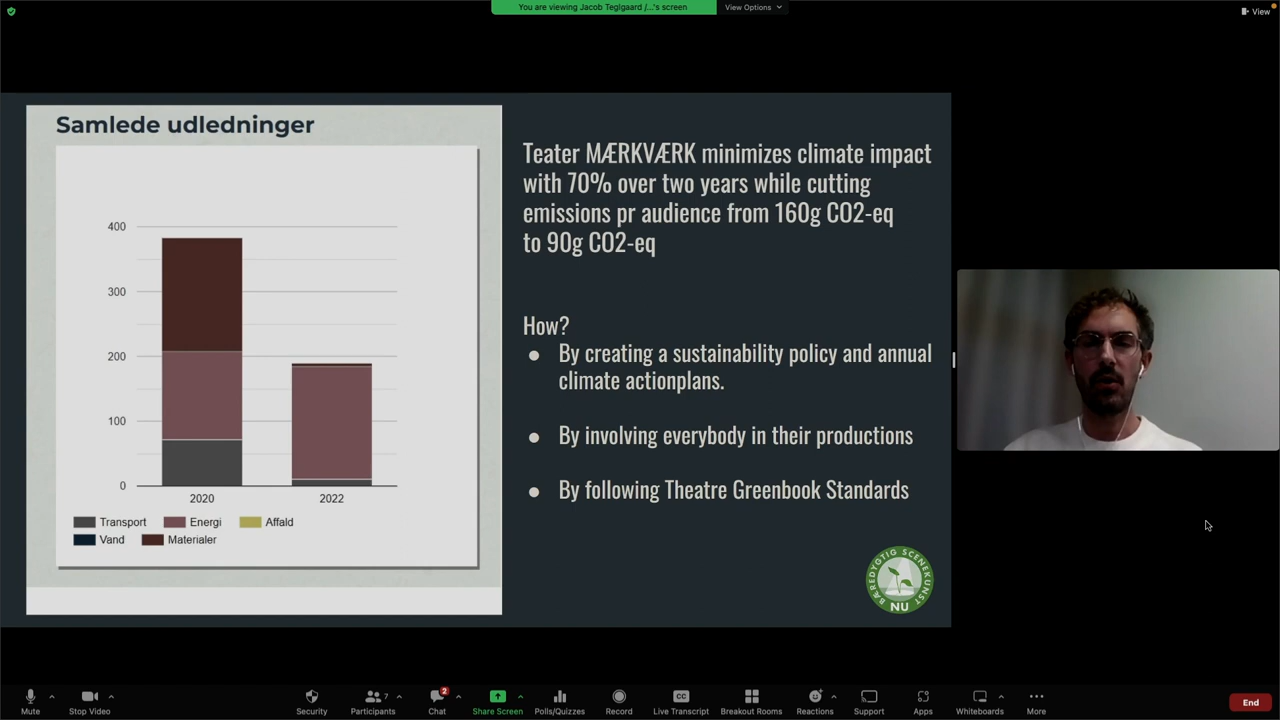 You are viewing Jacob Teglgaard /...'s screen
View Options
View
Samlede udledninger
400
300
200
100
0
2020
2022
Transport
Energi
Affald
Vand
Materialer
Teater MÆRKVÆRK minimizes climate impact
with 70% over two years while cutting
emissions pr audience from 160g CO2-eq
to 90g CO2-eq
How?
● By creating a sustainability policy and annual
climate actionplans.
● By involving everybody in their productions
● By following Theatre Greenbook Standards
BÆREDYGTIG SCENEKUNST
NU
Mute
Stop Video
Security
7
Participants
2
Chat
Share Screen
Polls/Quizzes
Record
CC
Live Transcript
Breakout Rooms
Reactions
Support
Apps
Whiteboards
More
End